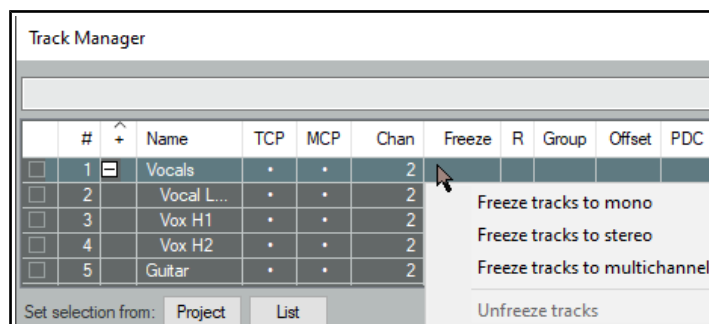 Track Manager
# + Name TCP MCP Chan Freeze R Group Offset PDC
1 Vocals • • 2
2 Vocal L... • • 2
3 Vox H1 • • 2
4 Vox H2 • • 2
5 Guitar • • 2
Freeze tracks to mono
Freeze tracks to stereo
Freeze tracks to multichannel
Unfreeze tracks
Set selection from: Project List